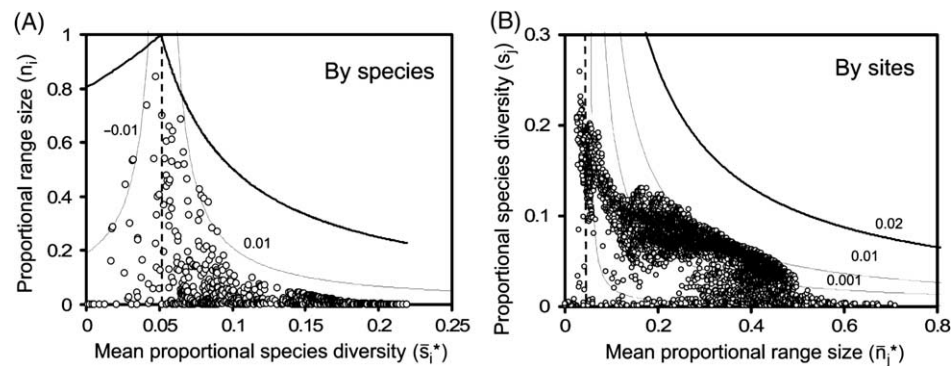 (A)
Proportional range size (nᵢ)
1
0.8
0.6
0.4
0.2
0
By species
−0.01
0.01
0 0.05 0.10 0.15 0.20 0.25
Mean proportional species diversity (s̄ᵢ*)
(B)
Proportional species diversity (sⱼ)
0.3
0.2
0.1
0.0
By sites
0.02
0.01
0.001
0 0.2 0.4 0.6 0.8
Mean proportional range size (n̄ⱼ*)